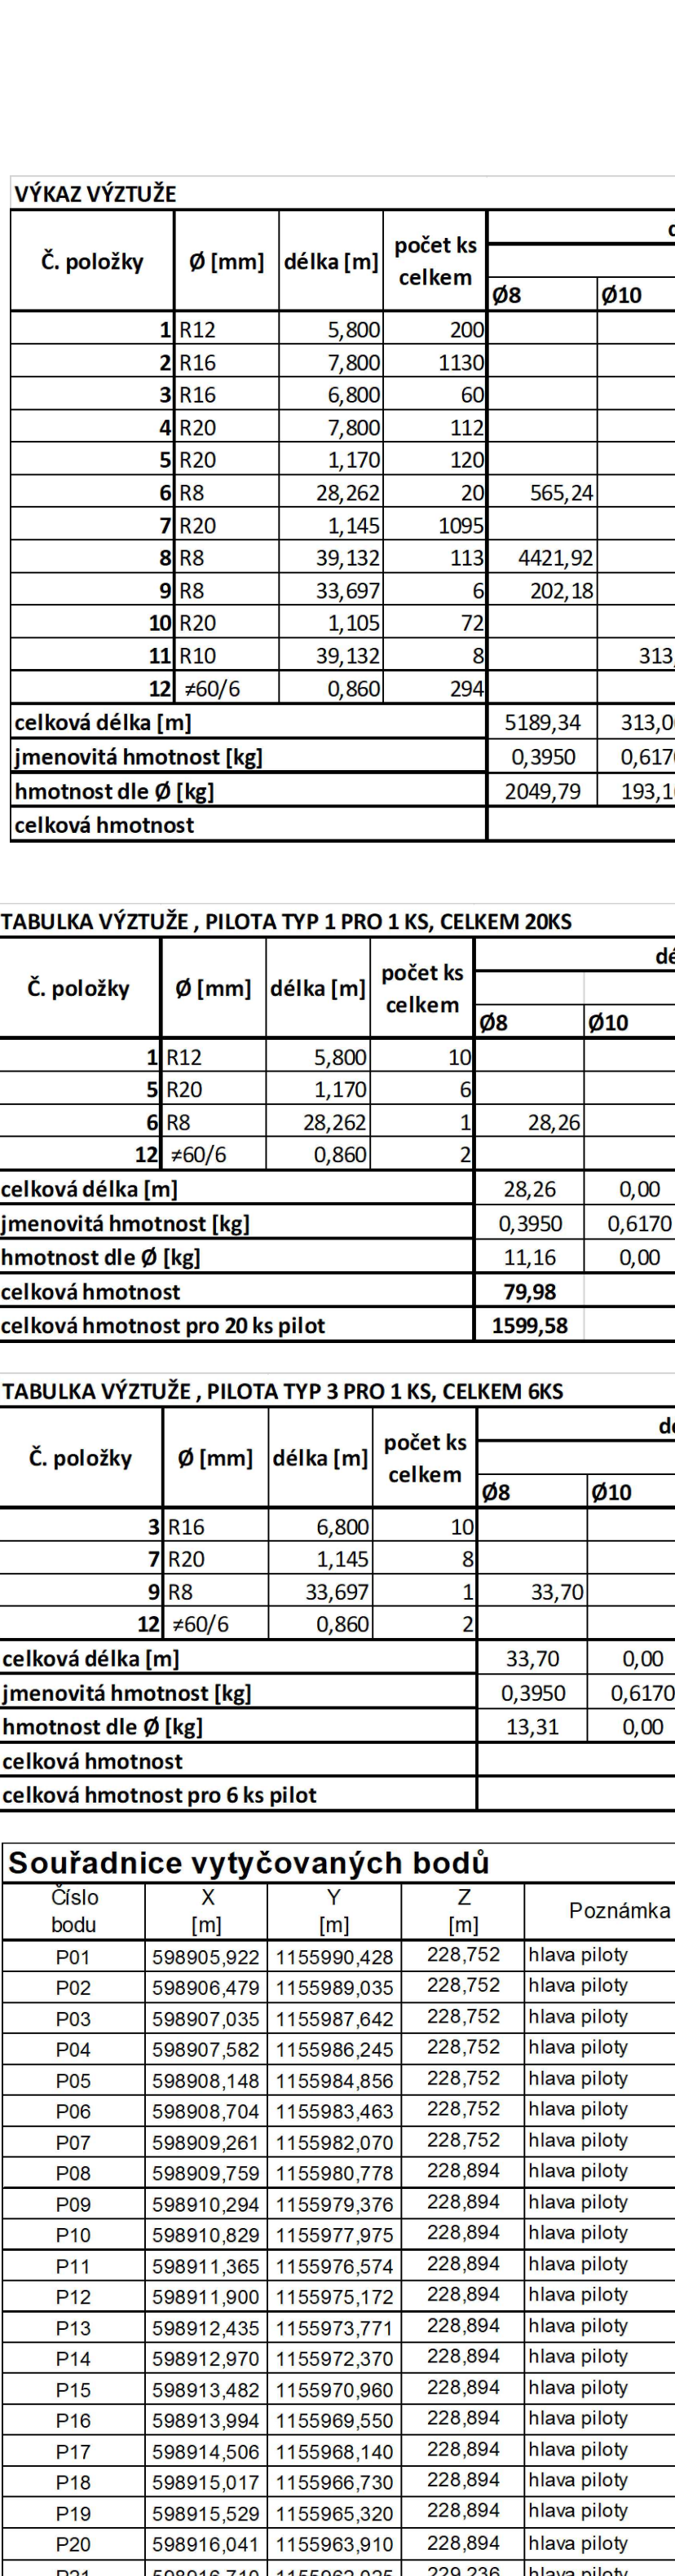 VÝKAZ VÝZTUŽE
Č. položky Ø [mm] délka [m] počet ks celkem
Ø8 Ø10
1 R12 5,800 200
2 R16 7,800 1130
3 R16 6,800 60
4 R20 7,800 112
5 R20 1,170 120
6 R8 28,262 20 565,24
7 R20 1,145 1095
8 R8 39,132 113 4421,92
9 R8 33,697 6 202,18
10 R20 1,105 72
11 R10 39,132 8 313,
12 ≠60/6 0,860 294
celková délka [m] 5189,34 313,0
jmenovitá hmotnost [kg] 0,3950 0,617
hmotnost dle Ø [kg] 2049,79 193,1
celková hmotnost
TABULKA VÝZTUŽE , PILOTA TYP 1 PRO 1 KS, CELKEM 20KS
Č. položky Ø [mm] délka [m] počet ks celkem
dé
Ø8 Ø10
1 R12 5,800 10
5 R20 1,170 6
6 R8 28,262 1 28,26
12 ≠60/6 0,860 2
celková délka [m] 28,26 0,00
jmenovitá hmotnost [kg] 0,3950 0,6170
hmotnost dle Ø [kg] 11,16 0,00
celková hmotnost 79,98
celková hmotnost pro 20 ks pilot 1599,58
TABULKA VÝZTUŽE , PILOTA TYP 3 PRO 1 KS, CELKEM 6KS
Č. položky Ø [mm] délka [m] počet ks celkem
Ø8 Ø10
3 R16 6,800 10
7 R20 1,145 8
9 R8 33,697 1 33,70
12 ≠60/6 0,860 2
celková délka [m] 33,70 0,00
jmenovitá hmotnost [kg] 0,3950 0,6170
hmotnost dle Ø [kg] 13,31 0,00
celková hmotnost
celková hmotnost pro 6 ks pilot
Souřadnice vytyčovaných bodů
Číslo bodu X [m] Y [m] Z [m] Poznámka
P01 598905,922 1155990,428 228,752 hlava piloty
P02 598906,479 1155989,035 228,752 hlava piloty
P03 598907,035 1155987,642 228,752 hlava piloty
P04 598907,582 1155986,245 228,752 hlava piloty
P05 598908,148 1155984,856 228,752 hlava piloty
P06 598908,704 1155983,463 228,752 hlava piloty
P07 598909,261 1155982,070 228,752 hlava piloty
P08 598909,759 1155980,778 228,894 hlava piloty
P09 598910,294 1155979,376 228,894 hlava piloty
P10 598910,829 1155977,975 228,894 hlava piloty
P11 598911,365 1155976,574 228,894 hlava piloty
P12 598911,900 1155975,172 228,894 hlava piloty
P13 598912,435 1155973,771 228,894 hlava piloty
P14 598912,970 1155972,370 228,894 hlava piloty
P15 598913,482 1155970,960 228,894 hlava piloty
P16 598913,994 1155969,550 228,894 hlava piloty
P17 598914,506 1155968,140 228,894 hlava piloty
P18 598915,017 1155966,730 228,894 hlava piloty
P19 598915,529 1155965,320 228,894 hlava piloty
P20 598916,041 1155963,910 228,894 hlava piloty
229,236 hlava piloty